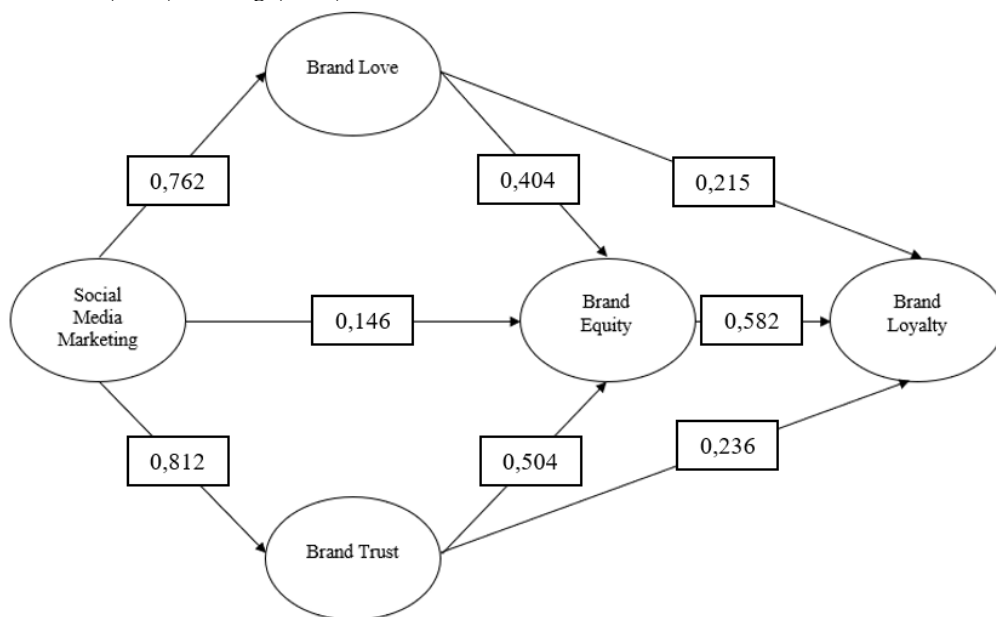 Brand Love
0,762
0,404
0,215
Social
Media
Marketing
0,146
Brand
Equity
0,582
Brand
Loyalty
0,812
0,504
0,236
Brand Trust